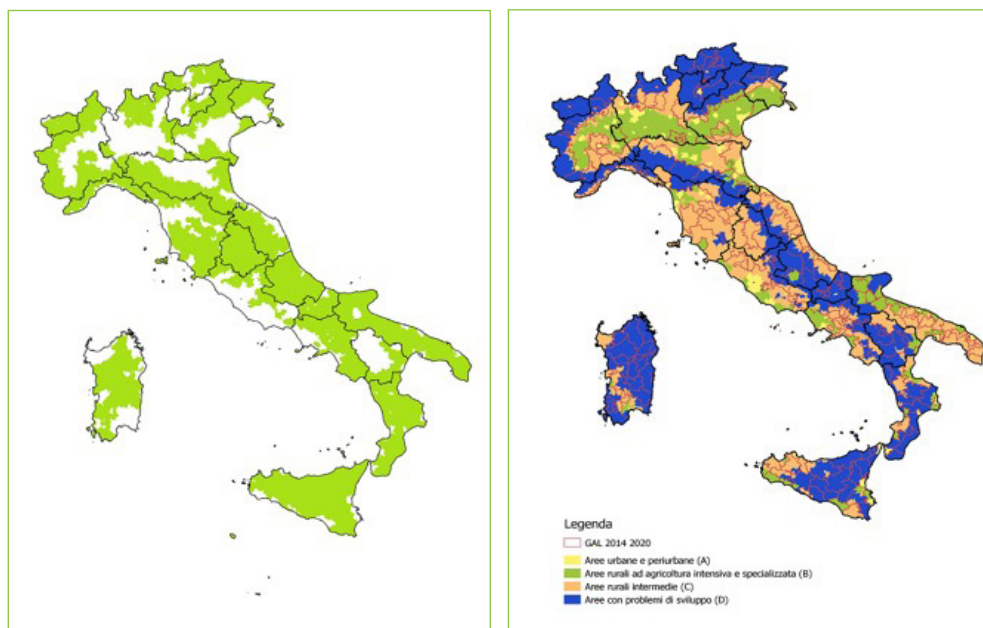 Legenda
GAL 2014 2020
Aree urbane e periurbane (A)
Aree rurali ad agricoltura intensiva e specializzata (B)
Aree rurali intermedie (C)
Aree con problemi di sviluppo (D)